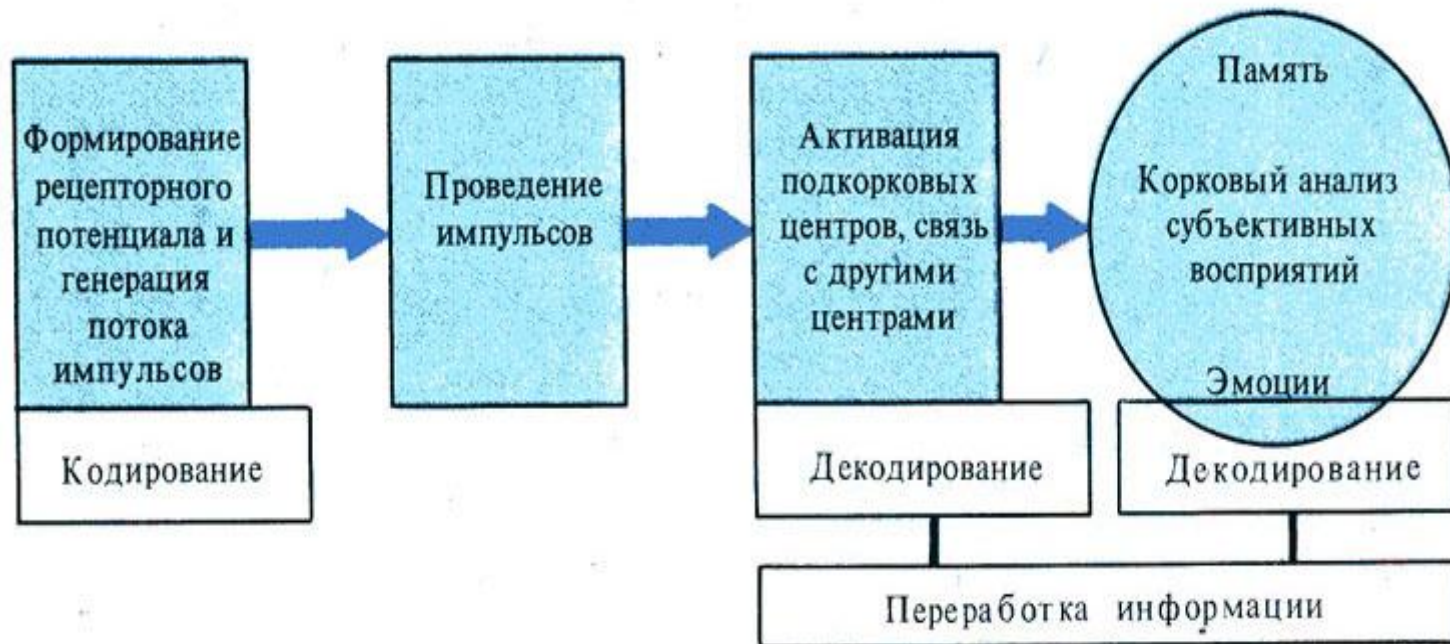 Формирование
рецепторного
потенциала и
генерация
потока
импульсов
Кодирование
Проведение
импульсов
Активация
подкорковых
центров, связь
с другими
центрами
Декодирование
Память
Корковый анализ
субъективных
восприятий
Эмоции
Декодирование
Переработка информации